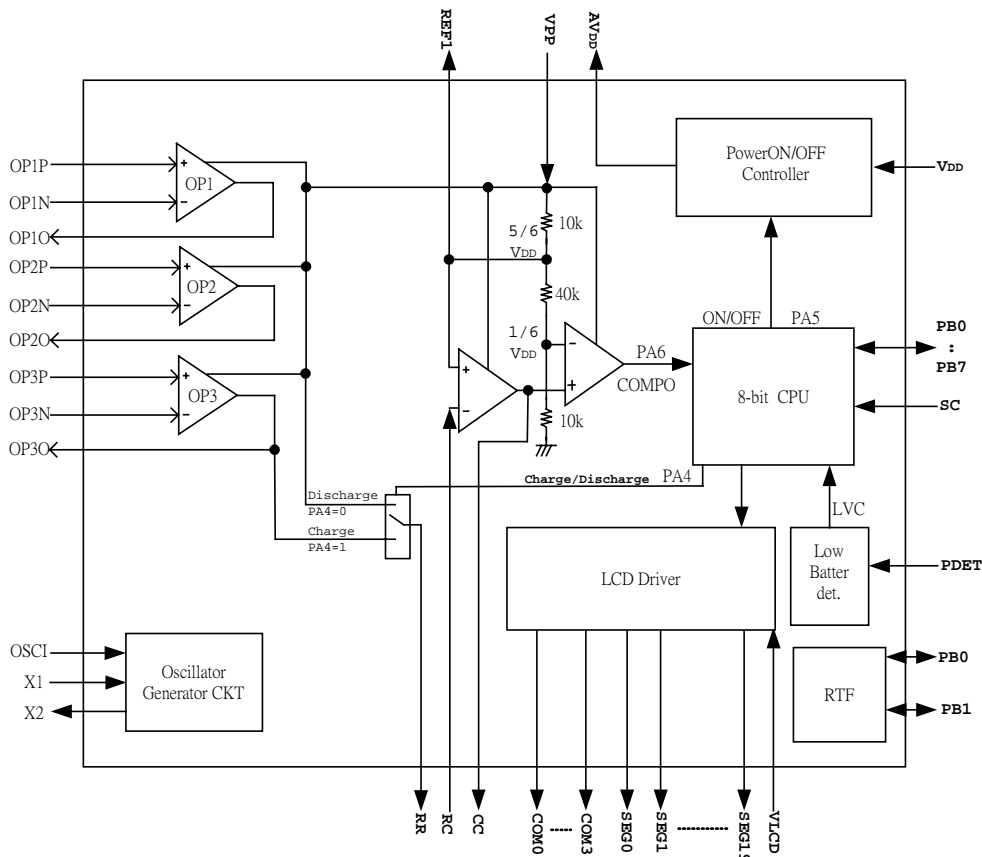 REF1
VPP
AVDD
OP1P
OP1N
OP1O
+
-
OP1
PowerON/OFF
Controller
VDD
5/6
VDD
10k
OP2P
OP2N
OP2O
+
-
OP2
40k
1/6
VDD
ON/OFF
PA5
PB0
:
PB7
OP3P
OP3N
OP3O
+
-
OP3
+
-
-
+
PA6
COMPO
8-bit CPU
SC
10k
Charge/Discharge
PA4
Discharge
PA4=0
Charge
PA4=1
LVC
LCD Driver
Low
Batter
det.
PDET
OSCI
X1
X2
Oscillator
Generator CKT
RTF
PB0
PB1
RR
RC
CC
COM0
.....
COM3
SEG0
SEG1
..........
VLCD